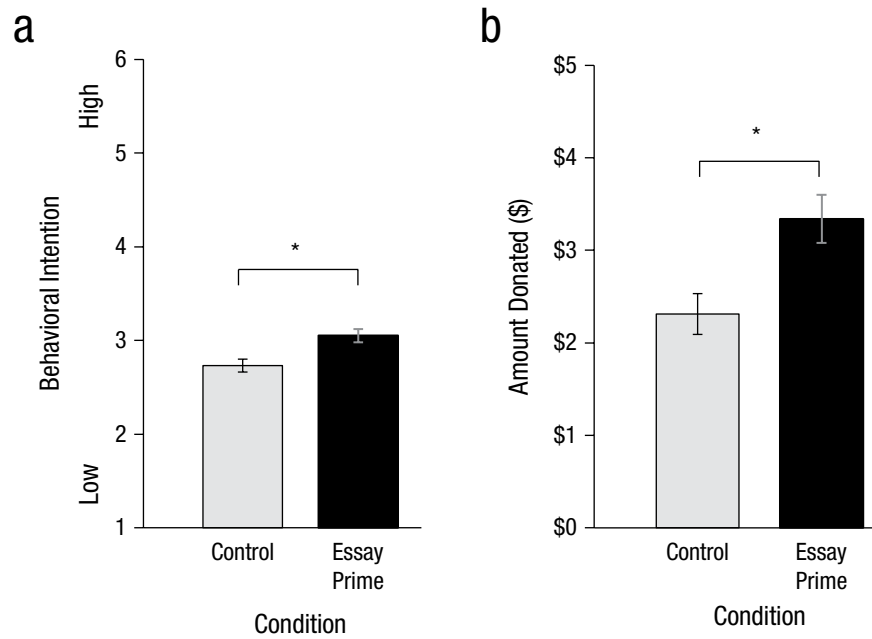 a
6
5
4
3
2
1
High
Behavioral Intention
Low
*
Control
Essay
Prime
Condition
b
$5
$4
$3
$2
$1
$0
Amount Donated ($)
*
Control
Essay
Prime
Condition